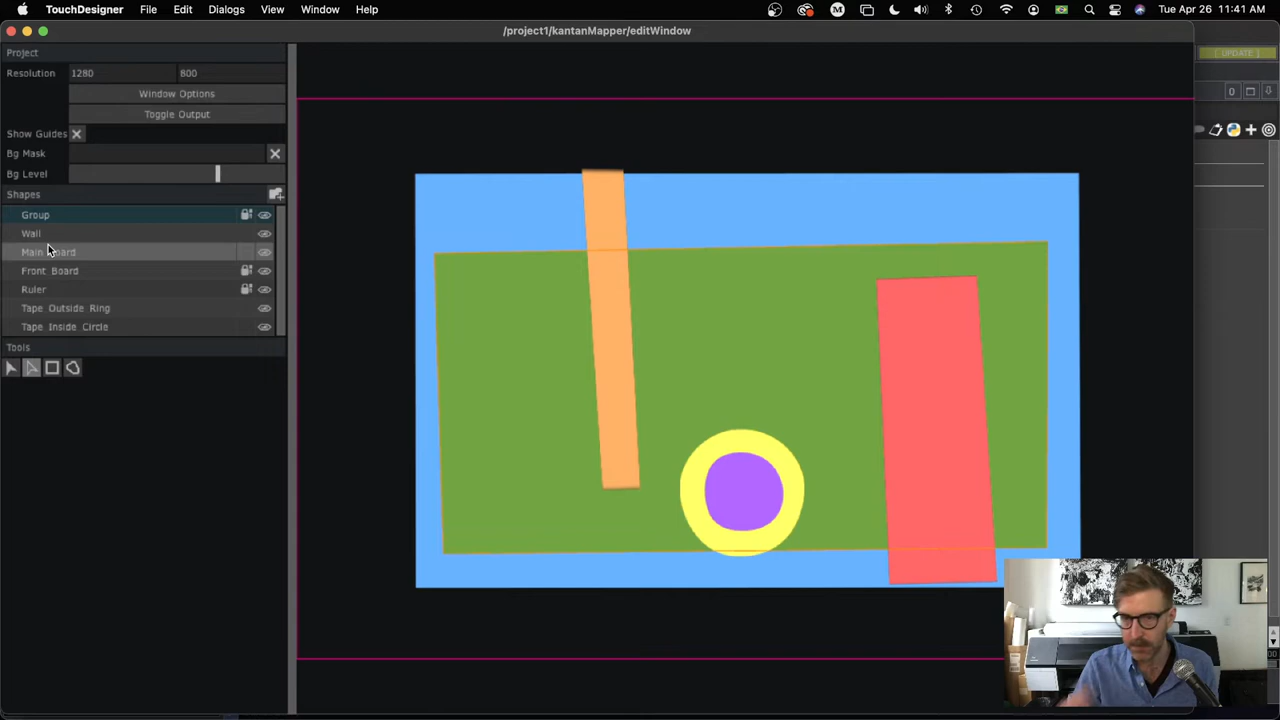 TouchDesigner File Edit Dialogs View Window Help Tue Apr 26 11:41 AM
/project1/kantanMapper/editWindow
[ UPDATE ]
Project
Resolution 1280 800
0
Window Options
Toggle Output
Show Guides
Bg Mask
Bg Level
Shapes
Group
Wall
Main Board
Front Board
Ruler
Tape Outside Ring
Tape Inside Circle
Tools